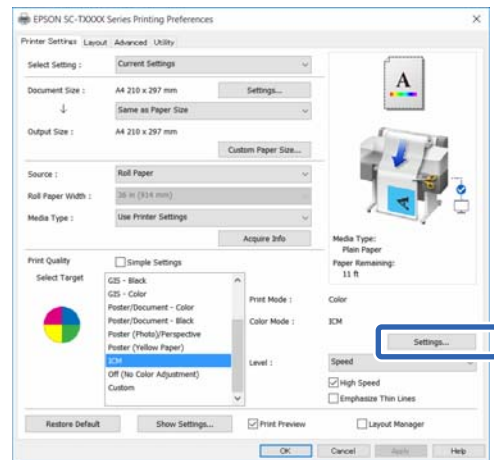 EPSON SC-TXXXX Series Printing Preferences
Printer Settings Layout Advanced Utility
Select Setting : Current Settings
Document Size : A4 210 x 297 mm Settings...
Same as Paper Size
Output Size : A4 210 x 297 mm
Custom Paper Size...
Source : Roll Paper
Roll Paper Width : 36 in (914 mm)
Media Type : Use Printer Settings
Acquire Info
A
Media Type:
Plain Paper
Paper Remaining:
11 ft
Print Quality Simple Settings
Select Target
GIS - Black
GIS - Color
Poster/Document - Color
Poster/Document - Black
Poster (Photo)/Perspective
Poster (Yellow Paper)
ICM
Off (No Color Adjustment)
Custom
Print Mode : Color
Color Mode : ICM
Settings...
Level : Speed
High Speed
Emphasize Thin Lines
Restore Default Show Settings... Print Preview Layout Manager
OK Cancel Apply Help